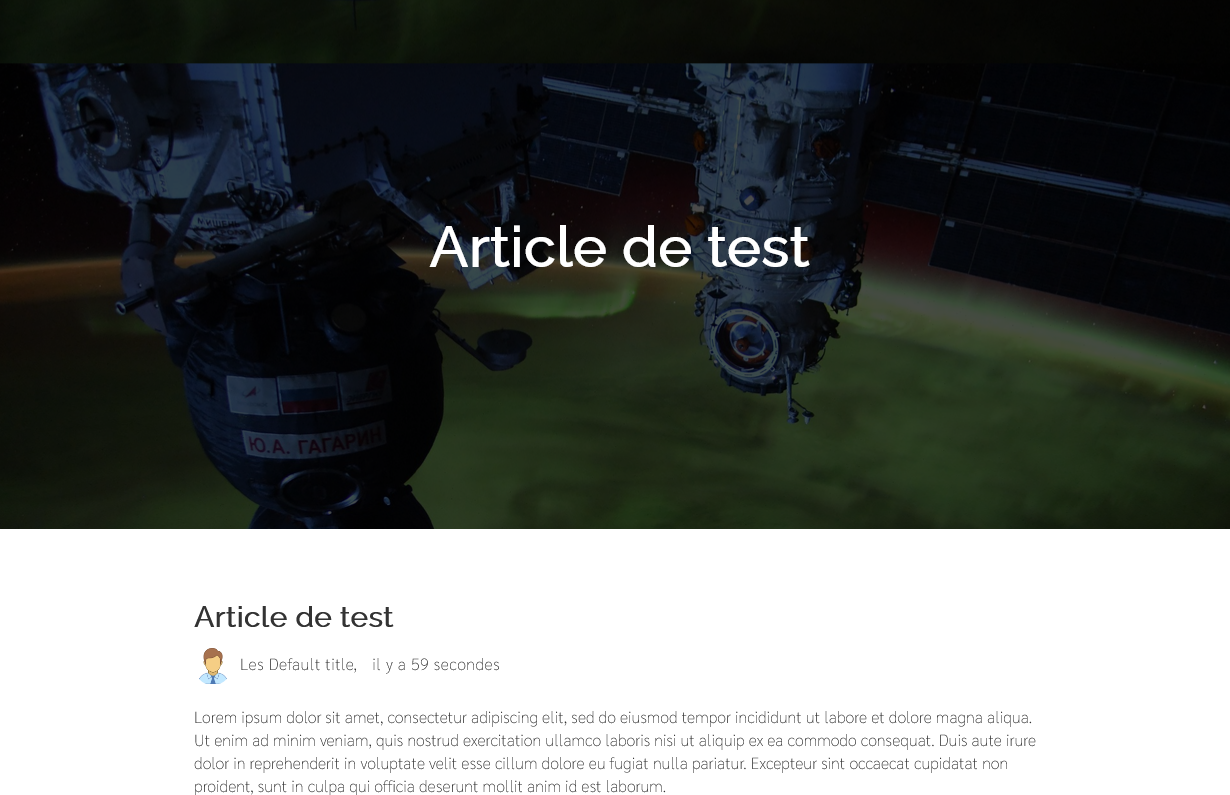 Article de test
Ю.А. ГАГАРИН
Article de test
Les Default title, il y a 59 secondes
Lorem ipsum dolor sit amet, consectetur adipiscing elit, sed do eiusmod tempor incididunt ut labore et dolore magna aliqua.
Ut enim ad minim veniam, quis nostrud exercitation ullamco laboris nisi ut aliquip ex ea commodo consequat. Duis aute irure
dolor in reprehenderit in voluptate velit esse cillum dolore eu fugiat nulla pariatur. Excepteur sint occaecat cupidatat non
proident, sunt in culpa qui officia deserunt mollit anim id est laborum.